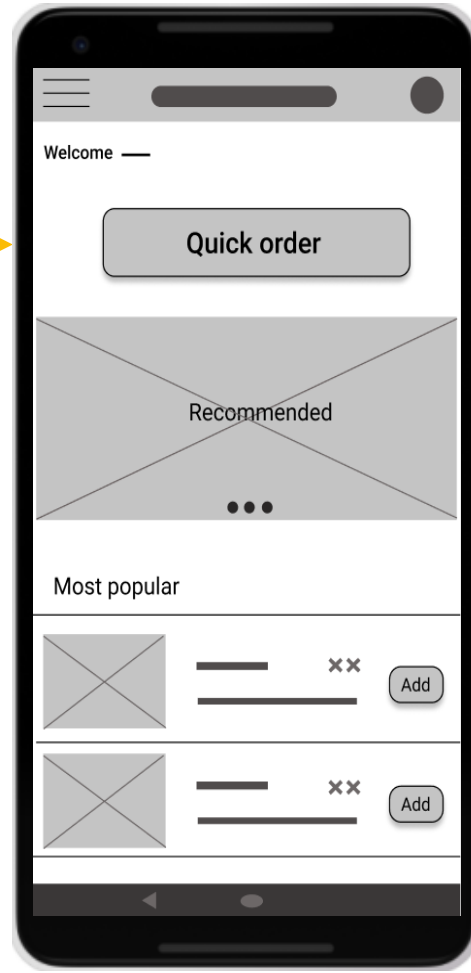 Welcome
Quick order
Recommended
Most popular
Add
Add